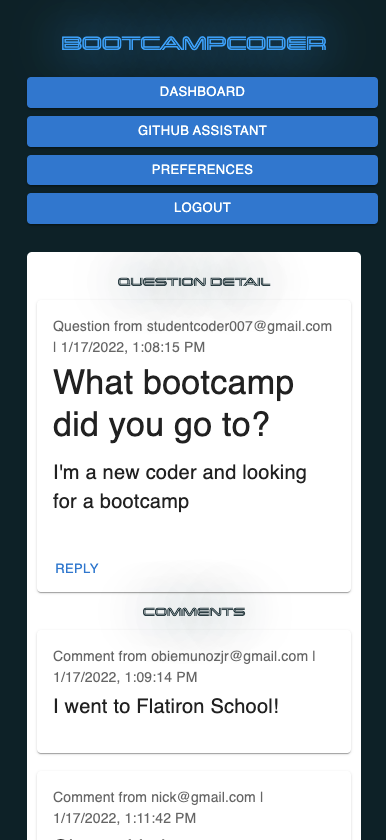 BOOTCAMPCODER
DASHBOARD
GITHUB ASSISTANT
PREFERENCES
LOGOUT
QUESTION DETAIL
Question from studentcoder007@gmail.com
| 1/17/2022, 1:08:15 PM
What bootcamp
did you go to?
I'm a new coder and looking
for a bootcamp
REPLY
COMMENTS
Comment from obiemunozjr@gmail.com |
1/17/2022, 1:09:14 PM
I went to Flatiron School!
Comment from nick@gmail.com |
1/17/2022, 1:11:42 PM